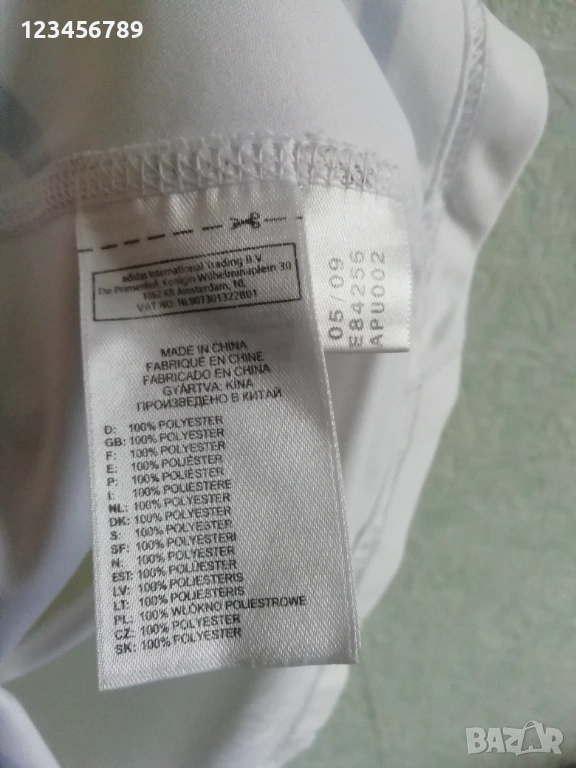 123456789
adidas International Trading B.V.
De Prinsenhof, Koningin Wilhelminaplein 30
1062 KR Amsterdam, NL
VAT NO. NL807301322B01
05/09
E84256
APU002
MADE IN CHINA
FABRIQUE EN CHINE
FABRICADO EN CHINA
GYÁRTVA: KÍNA
ПРОИЗВЕДЕНО В КИТАЙ
D: 100% POLYESTER
GB: 100% POLYESTER
F: 100% POLYESTER
E: 100% POLIÉSTER
P: 100% POLIÉSTER
I: 100% POLIESTERE
NL: 100% POLYESTER
DK: 100% POLYESTER
S: 100% POLYESTER
SF: 100% POLYESTERI
N: 100% POLYESTER
EST: 100% POLÜESTER
LV: 100% POLIESTERIS
LT: 100% POLIESTERIS
PL: 100% WŁÓKNO POLIESTROWE
CZ: 100% POLYESTER
SK: 100% POLYESTER
BAZAR